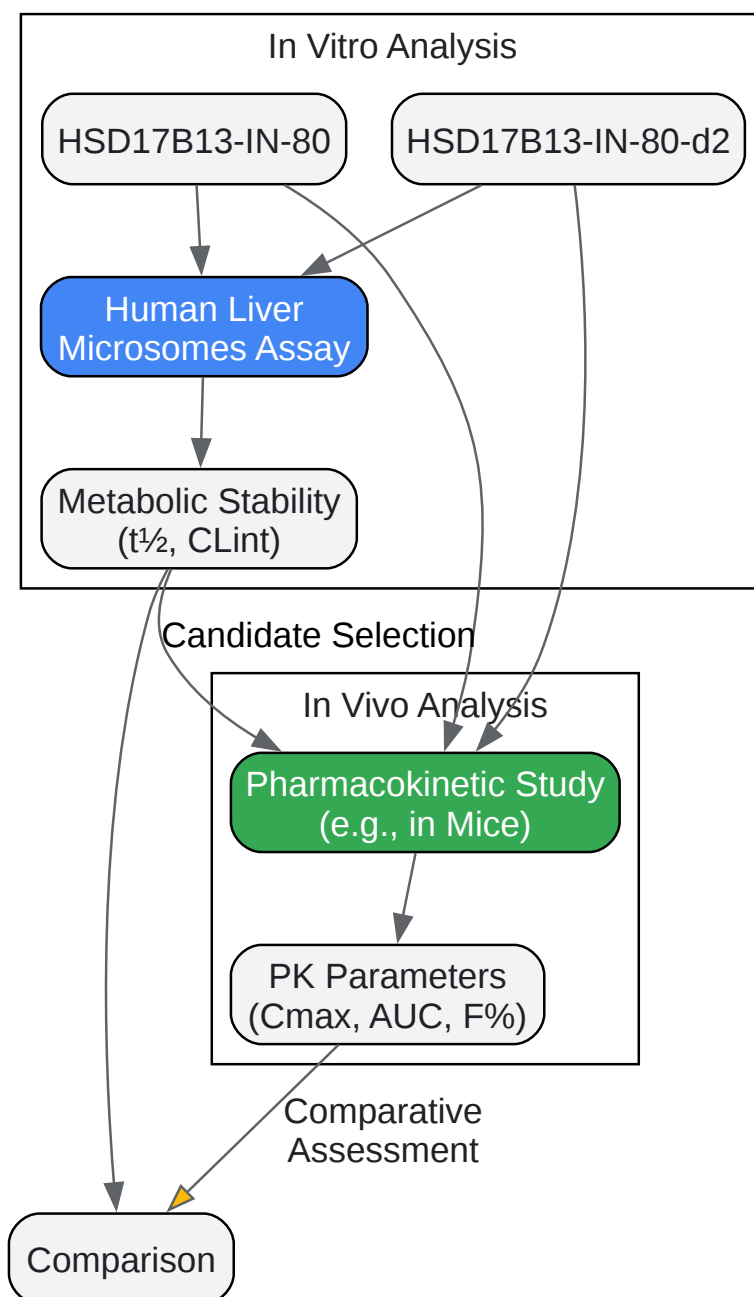 In Vitro Analysis
HSD17B13-IN-80
HSD17B13-IN-80-d2
Human Liver
Microsomes Assay
Metabolic Stability
(t½, CLint)
Candidate Selection
In Vivo Analysis
Pharmacokinetic Study
(e.g., in Mice)
PK Parameters
(Cmax, AUC, F%)
Comparative
Assessment
Comparison